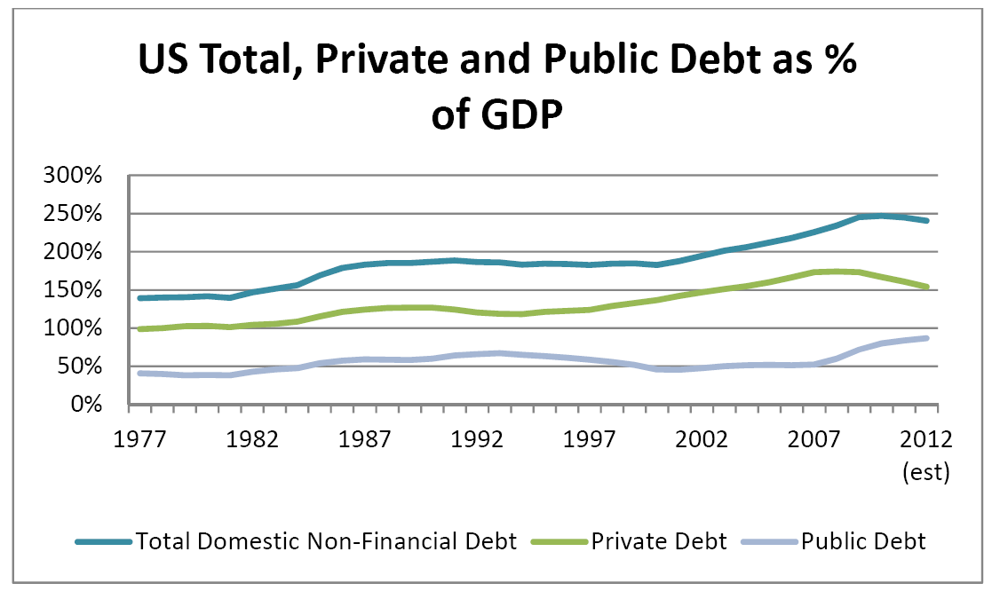 US Total, Private and Public Debt as %
of GDP
300%
250%
200%
150%
100%
50%
0%
1977 1982 1987 1992 1997 2002 2007 2012
(est)
Total Domestic Non-Financial Debt Private Debt Public Debt